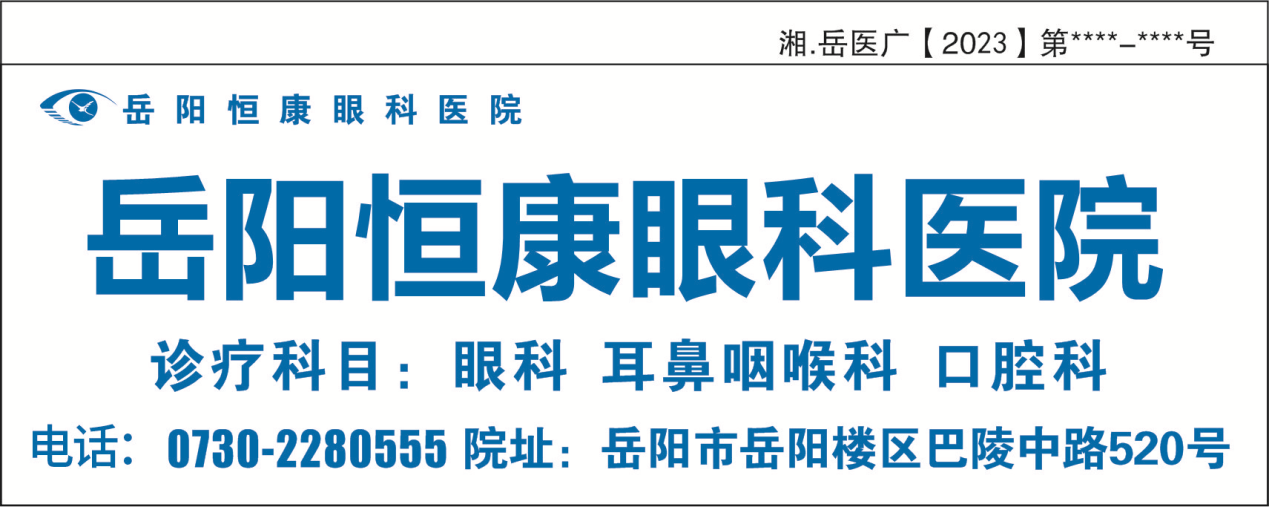 湘.岳医广【2023】第****-****号
岳阳恒康眼科医院
岳阳恒康眼科医院
诊疗科目：眼科 耳鼻咽喉科 口腔科
电话：0730-2280555 院址：岳阳市岳阳楼区巴陵中路520号